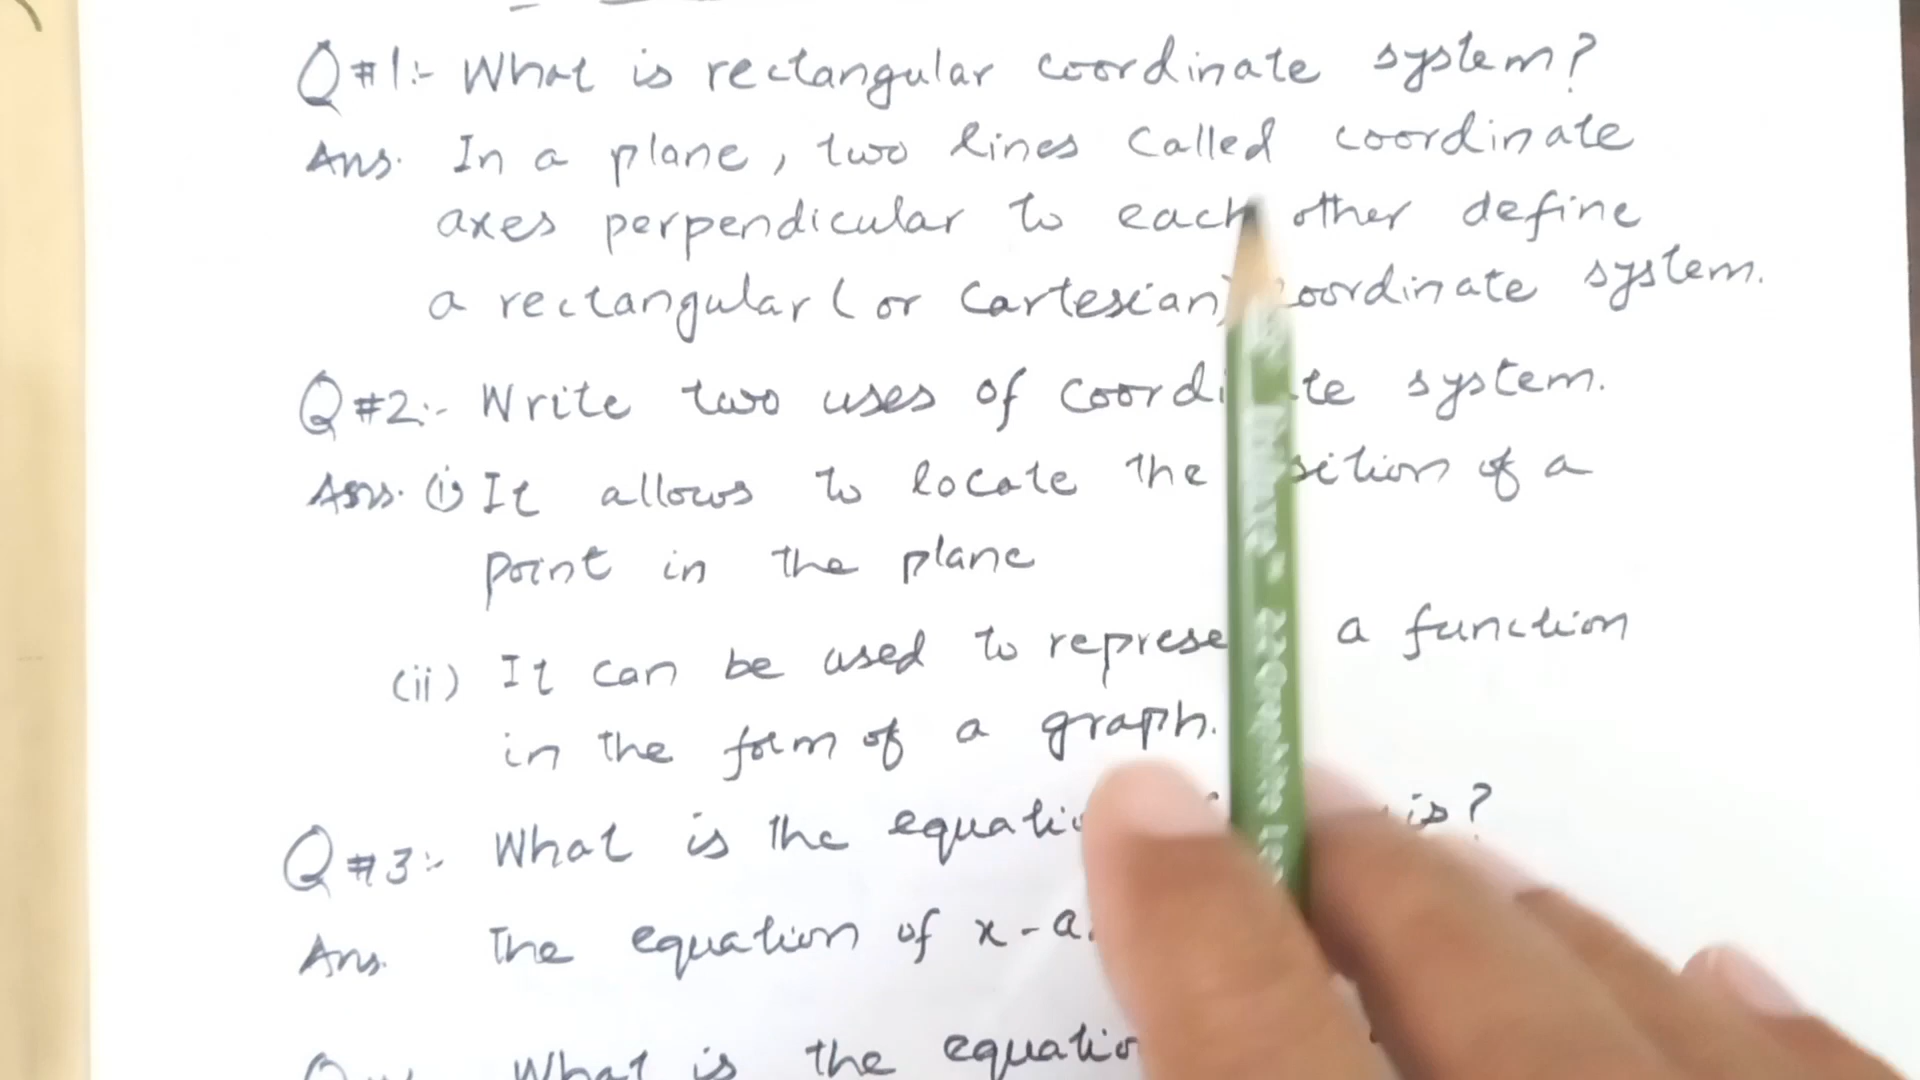 Q#1:- What is rectangular coordinate system?
Ans. In a plane, two lines called coordinate
axes perpendicular to each other define
a rectangular (or Cartesian) coordinate system.
Q#2:- Write two uses of coordi te system.
Ans. (i) It allows to locate the sition of a
point in the plane
(ii) It can be used to represe a function
in the form of a graph.
Q#3:- What is the equatio is?
Ans. The equation of x-a
What is the equatio